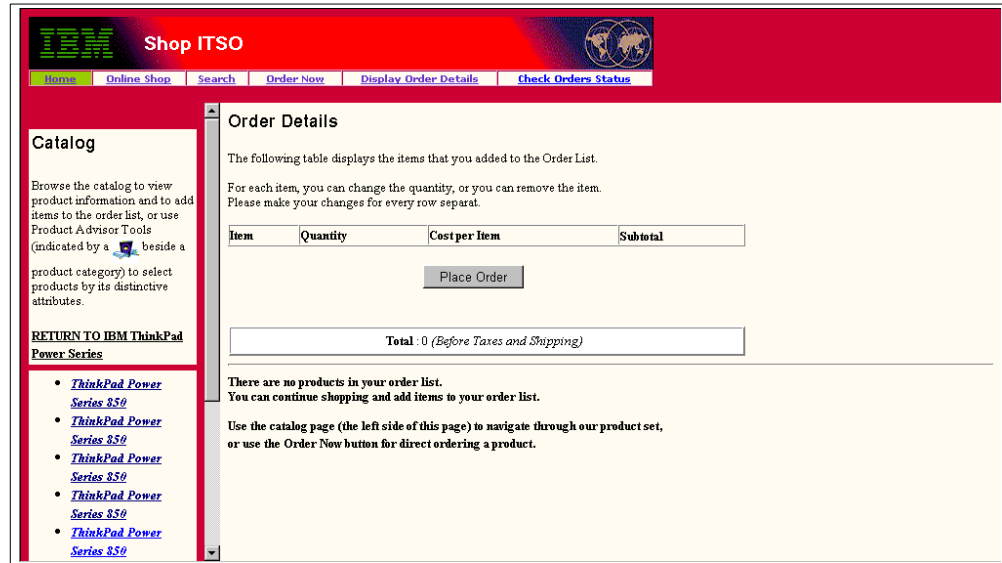 IBM Shop ITSO
Home Online Shop Search Order Now Display Order Details Check Orders Status
Catalog
Browse the catalog to view
product information and to add
items to the order list, or use
Product Advisor Tools
(indicated by a beside a
product category) to select
products by its distinctive
attributes.
RETURN TO IBM ThinkPad
Power Series
• ThinkPad Power
Series 850
• ThinkPad Power
Series 850
• ThinkPad Power
Series 850
• ThinkPad Power
Series 850
• ThinkPad Power
Series 850
Order Details
The following table displays the items that you added to the Order List.
For each item, you can change the quantity, or you can remove the item.
Please make your changes for every row separat.
Item Quantity Cost per Item Subtotal
Place Order
Total : 0 (Before Taxes and Shipping)
There are no products in your order list.
You can continue shopping and add items to your order list.
Use the catalog page (the left side of this page) to navigate through our product set,
or use the Order Now button for direct ordering a product.